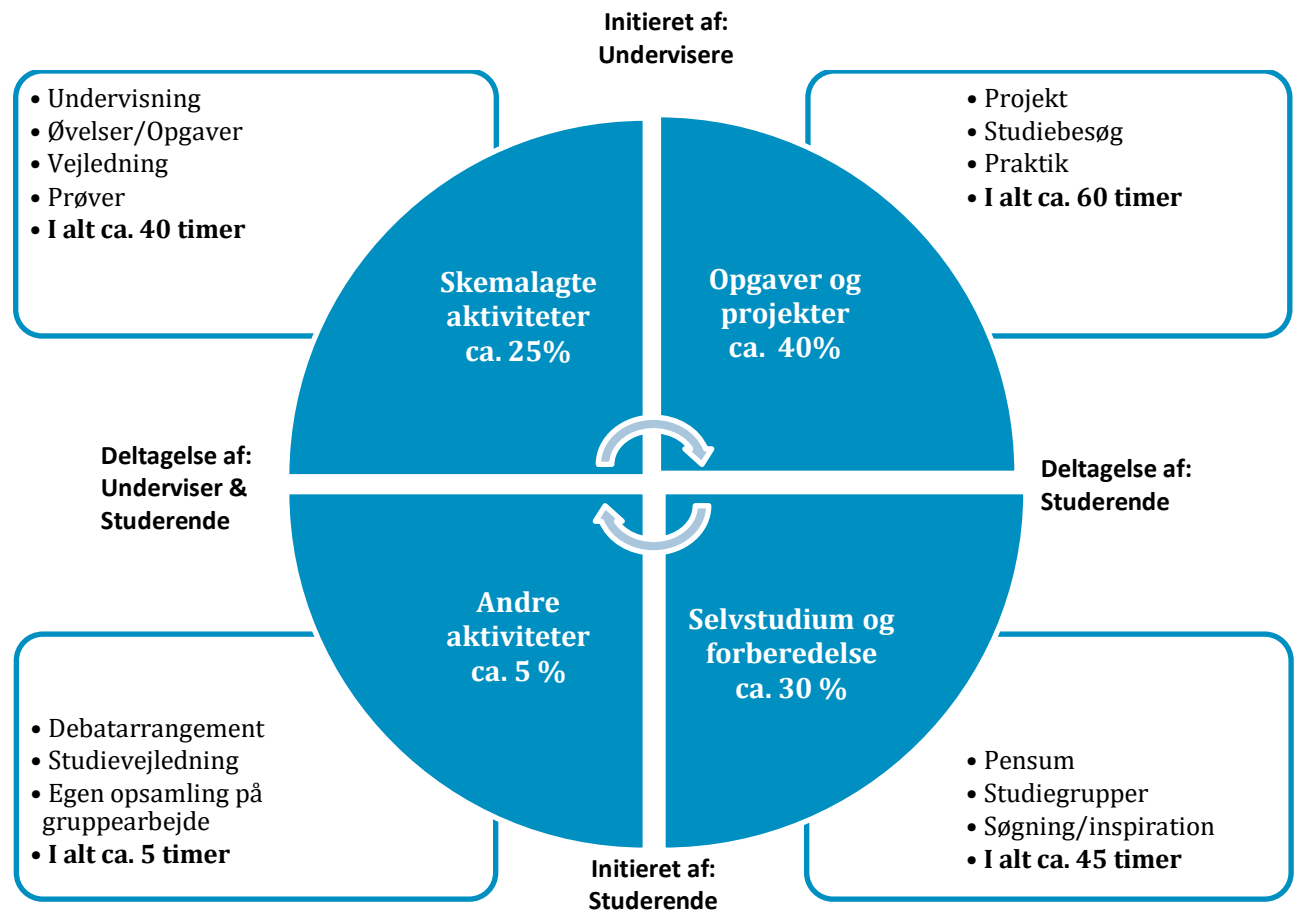 Initieret af:
Undervisere
• Undervisning
• Øvelser/Opgaver
• Vejledning
• Prøver
• I alt ca. 40 timer
• Projekt
• Studiebesøg
• Praktik
• I alt ca. 60 timer
Skemalagte
aktiviteter
ca. 25%
Opgaver og
projekter
ca. 40%
Deltagelse af:
Underviser &
Studerende
Deltagelse af:
Studerende
Andre
aktiviteter
ca. 5 %
Selvstudium og
forberedelse
ca. 30 %
• Debatarrangement
• Studievejledning
• Egen opsamling på
gruppearbejde
• I alt ca. 5 timer
• Pensum
• Studiegrupper
• Søgning/inspiration
• I alt ca. 45 timer
Initieret af:
Studerende